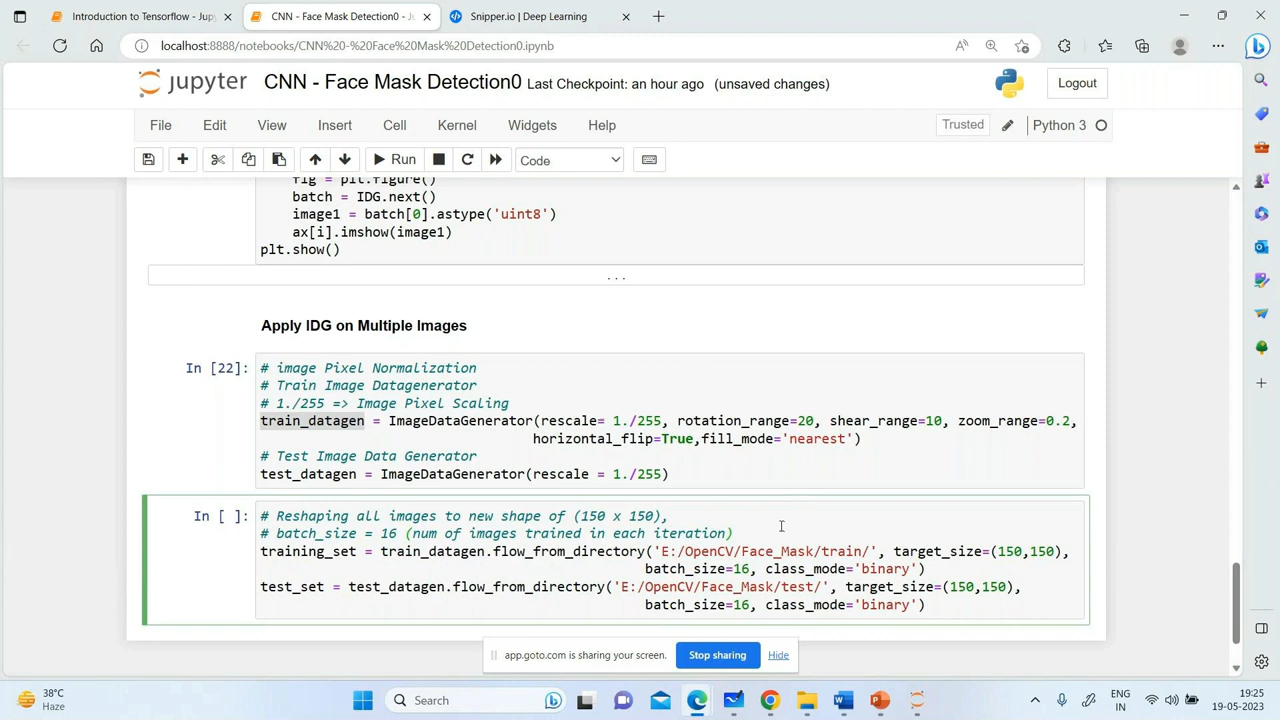 Introduction to Tensorflow - Jupy
CNN - Face Mask Detection0 - J
Snipper.io | Deep Learning
localhost:8888/notebooks/CNN%20-%20Face%20Mask%20Detection0.ipynb
jupyter CNN - Face Mask Detection0 Last Checkpoint: an hour ago (unsaved changes)
Logout
File Edit View Insert Cell Kernel Widgets Help
Trusted
Python 3
Run
Code
fig = plt.figure()
batch = IDG.next()
image1 = batch[0].astype('uint8')
ax[i].imshow(image1)
plt.show()
...
Apply IDG on Multiple Images
In [22]:
# image Pixel Normalization
# Train Image Datagenerator
# 1./255 => Image Pixel Scaling
train_datagen = ImageDataGenerator(rescale= 1./255, rotation_range=20, shear_range=10, zoom_range=0.2,
horizontal_flip=True,fill_mode='nearest')
# Test Image Data Generator
test_datagen = ImageDataGenerator(rescale = 1./255)
In [ ]:
# Reshaping all images to new shape of (150 x 150),
# batch_size = 16 (num of images trained in each iteration)
training_set = train_datagen.flow_from_directory('E:/OpenCV/Face_Mask/train/', target_size=(150,150),
batch_size=16, class_mode='binary')
test_set = test_datagen.flow_from_directory('E:/OpenCV/Face_Mask/test/', target_size=(150,150),
batch_size=16, class_mode='binary')
app.goto.com is sharing your screen.
Stop sharing
Hide
38°C
Haze
Search
ENG
IN
19:25
19-05-2023